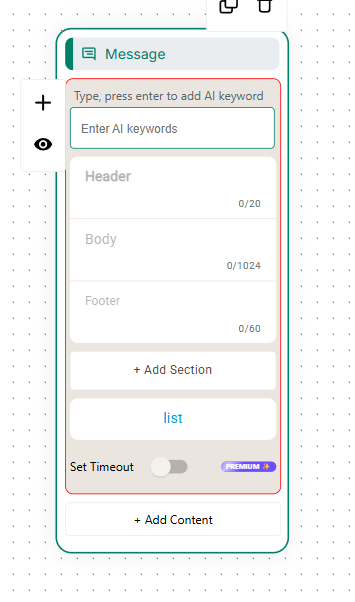 Message
Type, press enter to add AI keyword
Enter AI keywords
Header
0/20
Body
0/1024
Footer
0/60
+ Add Section
list
Set Timeout
PREMIUM ✨
+ Add Content